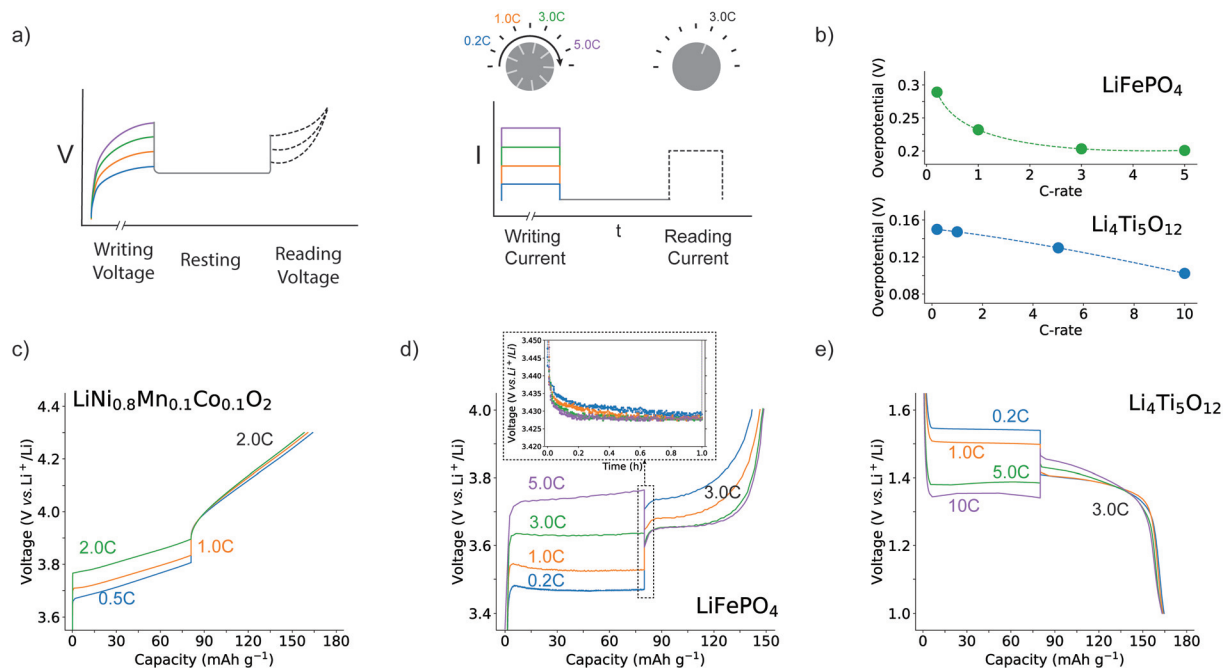 a)
V
Writing
Voltage
Resting
Reading
Voltage
0.2C
1.0C
3.0C
5.0C
3.0C
I
Writing
Current
t
Reading
Current
b)
Overpotential (V)
0.3
0.25
0.2
LiFePO₄
0 1 2 3 4 5
C-rate
Overpotential (V)
0.16
0.12
0.08
Li₄Ti₅O₁₂
0 2 4 6 8 10
C-rate
c)
LiNi₀.₈Mn₀.₁Co₀.₁O₂
Voltage (V vs. Li⁺/Li)
4.4
4.2
4.0
3.8
3.6
2.0C
2.0C
1.0C
0.5C
0 30 60 90 120 150 180
Capacity (mAh g⁻¹)
d)
Voltage (V vs.Li⁺/Li)
3.450
3.445
3.440
3.435
3.430
3.425
3.420
0.0 0.2 0.4 0.6 0.8 1.0
Time (h)
Voltage (V vs.Li⁺/Li)
4.0
3.8
3.6
3.4
5.0C
3.0C
3.0C
1.0C
0.2C
LiFePO₄
0 30 60 90 120 150
Capacity (mAh g⁻¹)
e)
Li₄Ti₅O₁₂
Voltage (V vs.Li⁺/Li)
1.6
1.4
1.2
1.0
0.2C
1.0C
5.0C
10C
3.0C
0 30 60 90 120 150 180
Capacity (mAh g⁻¹)